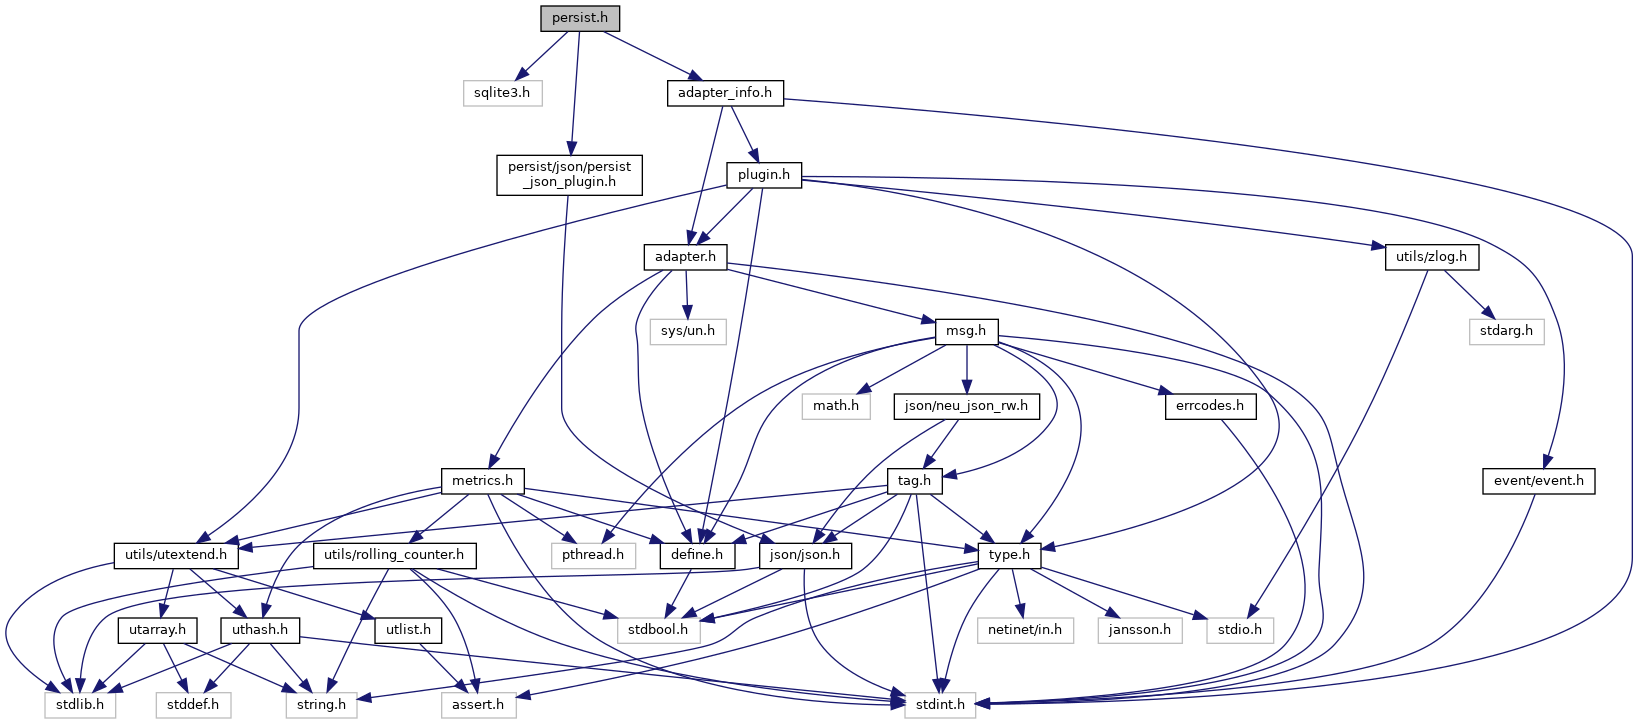 persist.h
sqlite3.h
adapter_info.h
persist/json/persist
_json_plugin.h
plugin.h
adapter.h
utils/zlog.h
sys/un.h
msg.h
stdarg.h
math.h
json/neu_json_rw.h
errcodes.h
metrics.h
tag.h
event/event.h
utils/utextend.h
utils/rolling_counter.h
pthread.h
define.h
json/json.h
type.h
utarray.h
uthash.h
utlist.h
stdbool.h
netinet/in.h
jansson.h
stdio.h
stdlib.h
stddef.h
string.h
assert.h
stdint.h